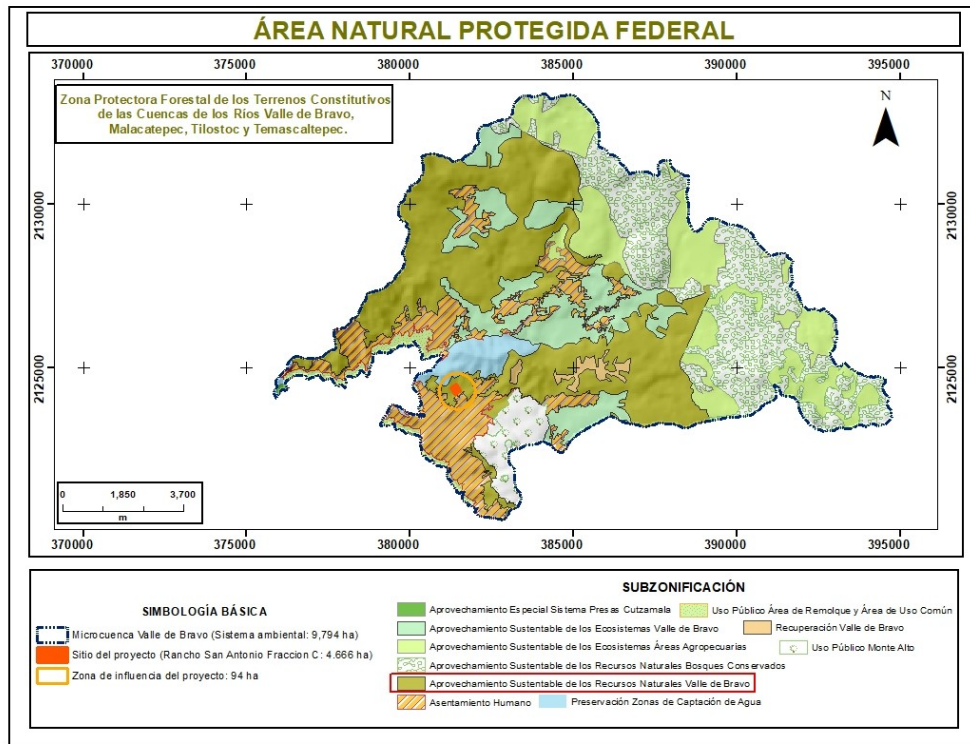 ÁREA NATURAL PROTEGIDA FEDERAL
370000 375000 380000 385000 390000 395000
Zona Protectora Forestal de los Terrenos Constitutivos
de las Cuencas de los Ríos Valle de Bravo,
Malacatepec, Tilostoc y Temascaltepec.
N
2130000 2130000
2125000 2125000
0 1,850 3,700
m
370000 375000 380000 385000 390000 395000
SIMBOLOGÍA BÁSICA
Microcuenca Valle de Bravo (Sistema ambiental: 9,794 ha)
Sitio del proyecto (Rancho San Antonio Fraccion C: 4.666 ha)
Zona de influencia del proyecto: 94 ha
SUBZONIFICACIÓN
Aprovechamiento Especial Sistema Presas Cutzamala
Uso Público Área de Remolque y Área de Uso Común
Aprovechamiento Sustentable de los Ecosistemas Valle de Bravo
Recuperación Valle de Bravo
Aprovechamiento Sustentable de los Ecosistemas Áreas Agropecuarias
Uso Público Monte Alto
Aprovechamiento Sustentable de los Recursos Naturales Bosques Conservados
Aprovechamiento Sustentable de los Recursos Naturales Valle de Bravo
Asentamiento Humano
Preservación Zonas de Captación de Agua